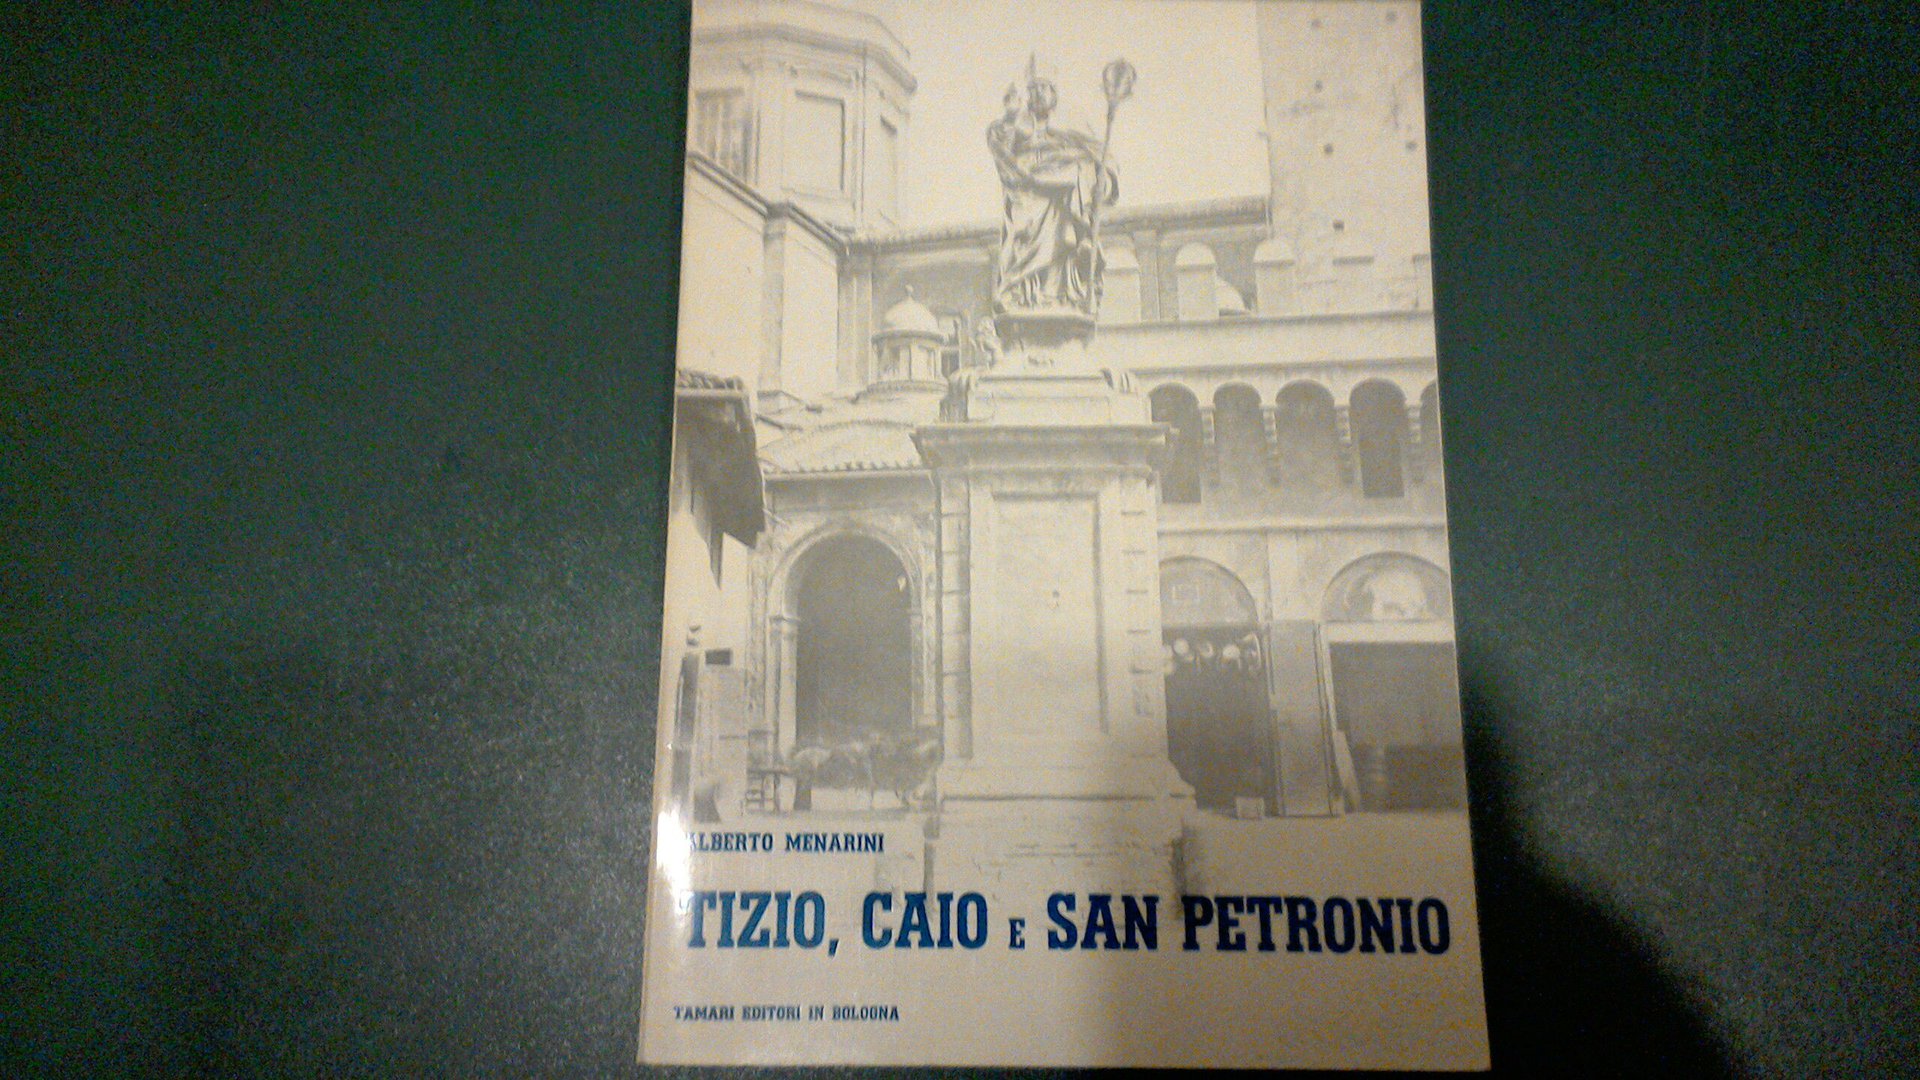 ALBERTO MENARINI
TIZIO, CAIO E SAN PETRONIO
TAMARI EDITORI IN BOLOGNA